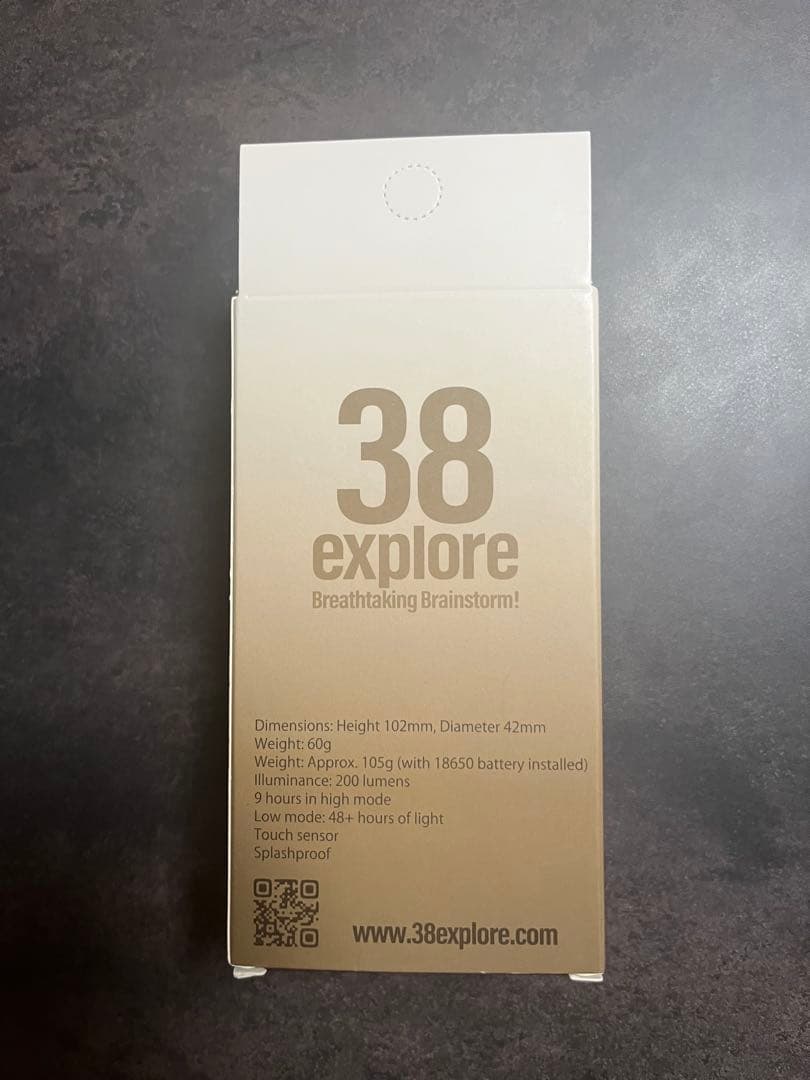 38
explore
Breathtaking Brainstorm!
Dimensions: Height 102mm, Diameter 42mm
Weight: 60g
Weight: Approx. 105g (with 18650 battery installed)
Illuminance: 200 lumens
9 hours in high mode
Low mode: 48+ hours of light
Touch sensor
Splashproof
www.38explore.com